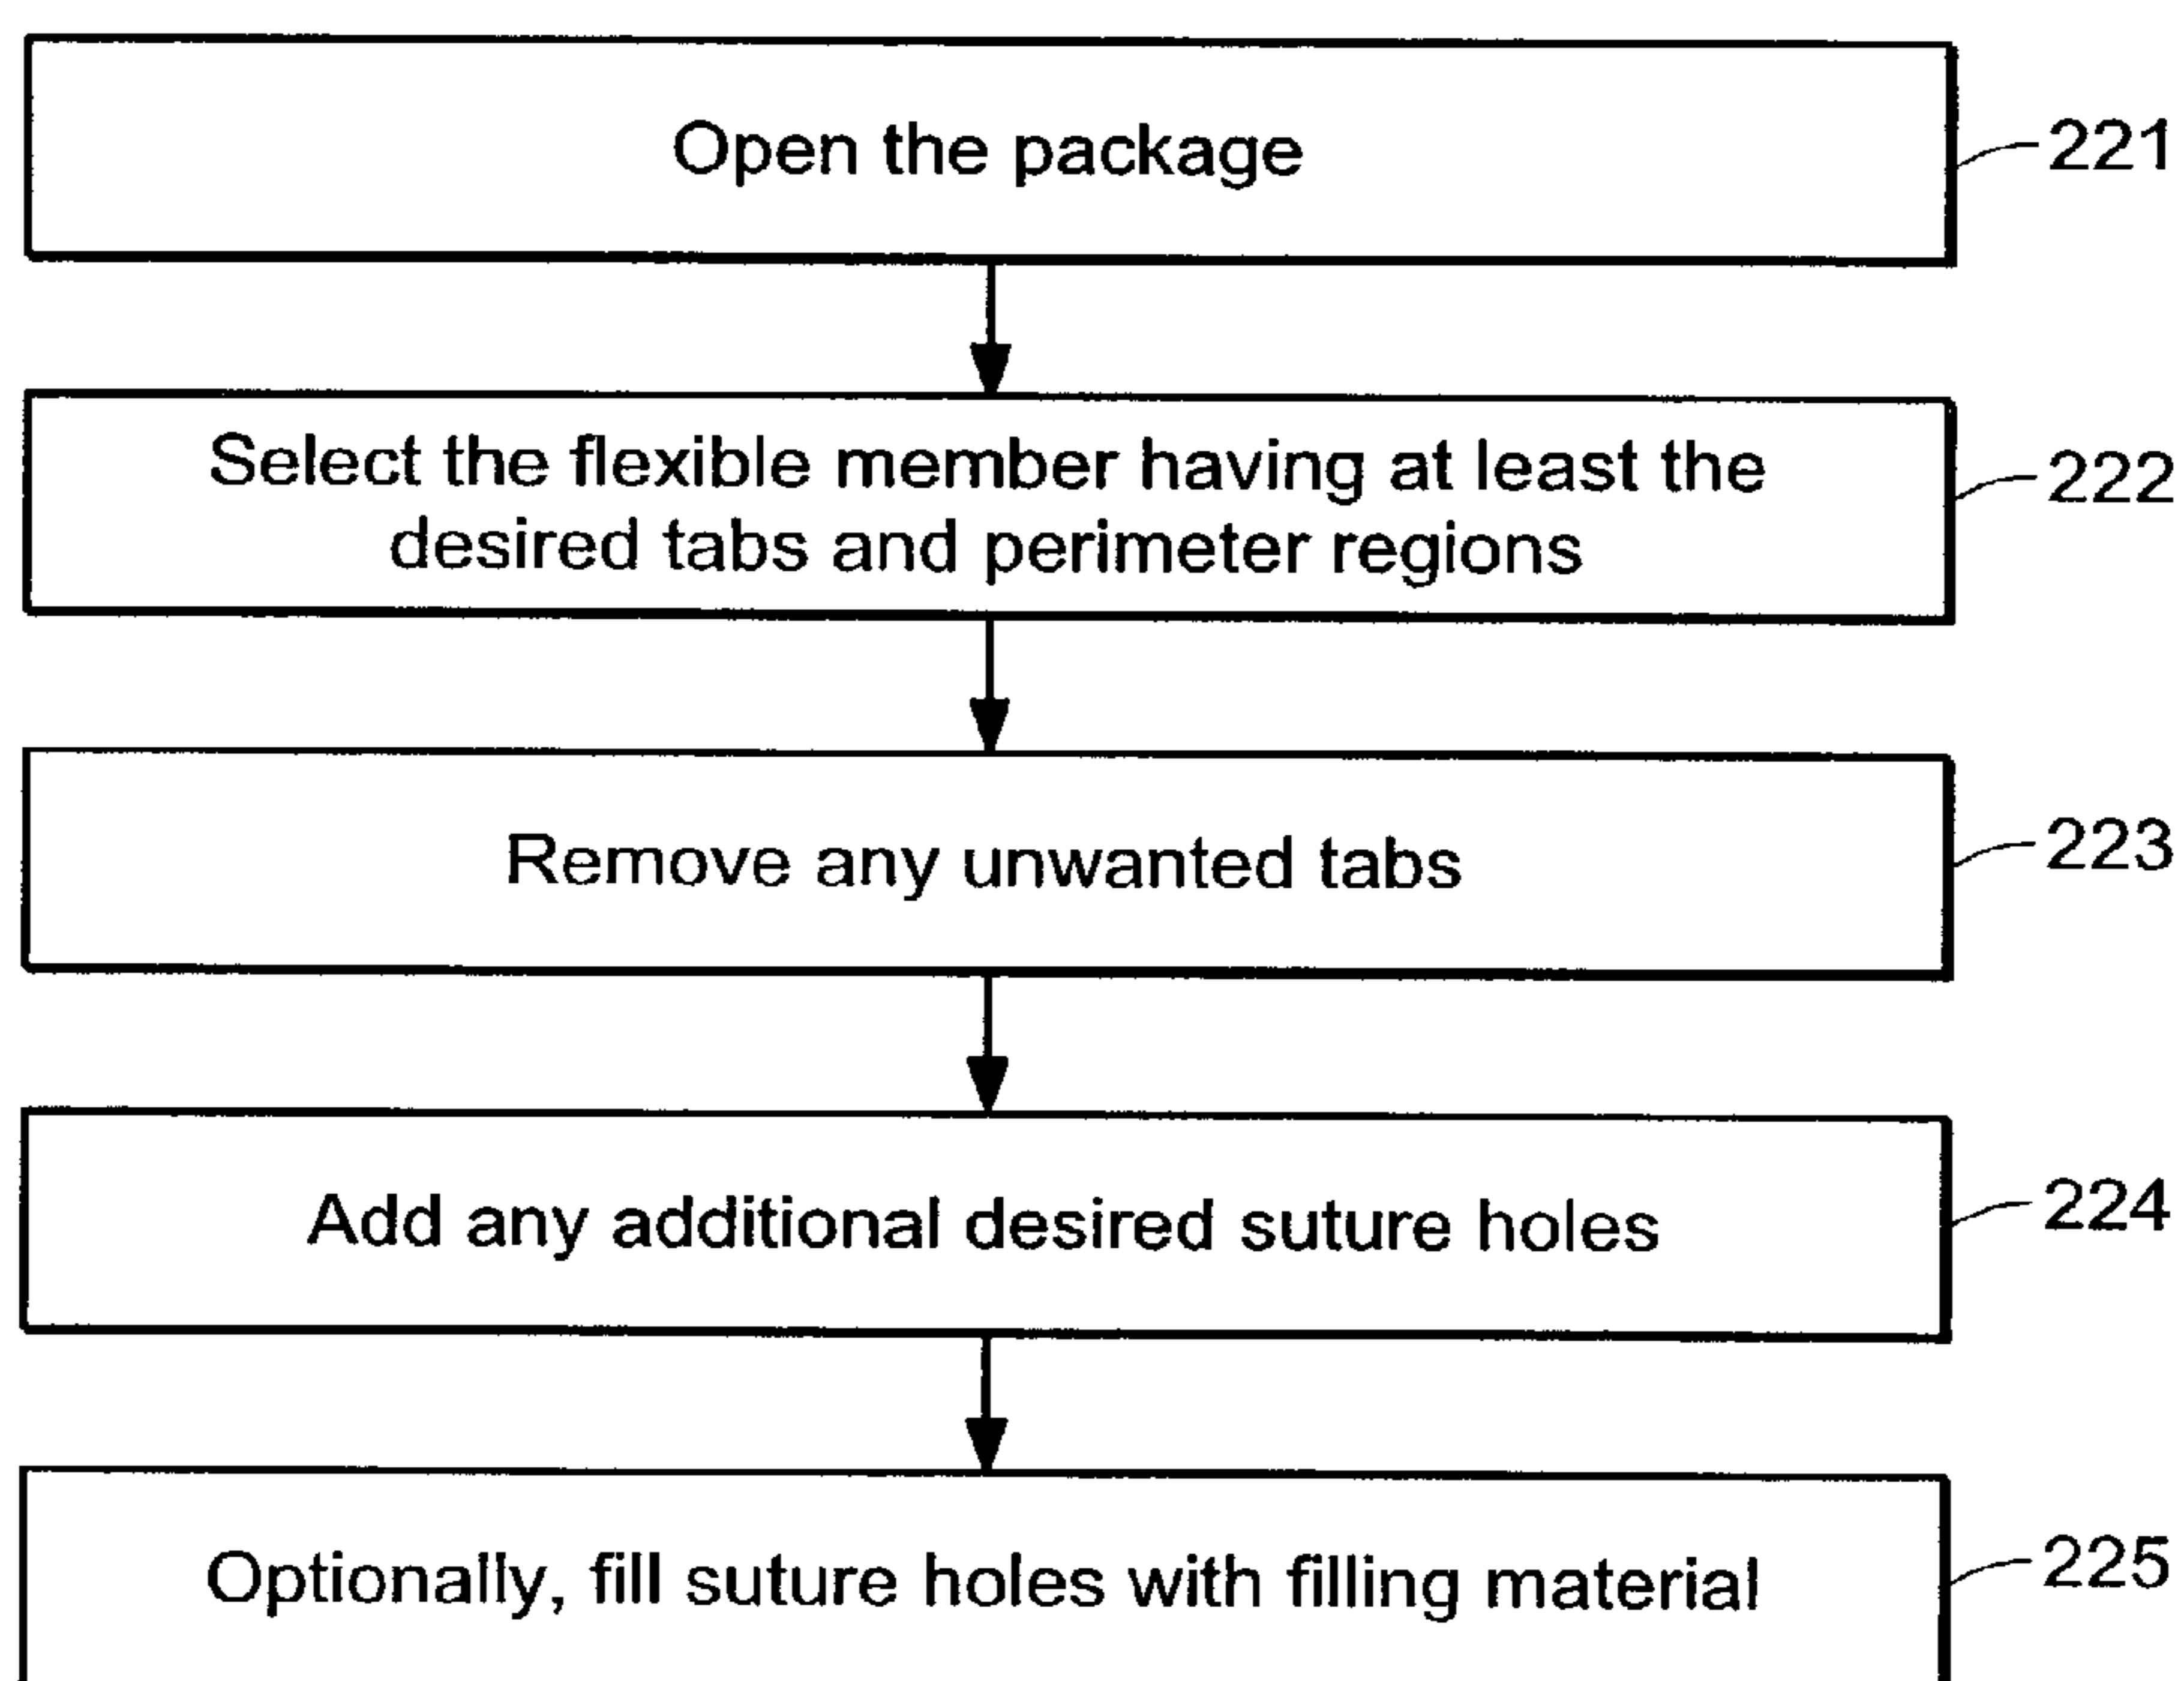 Open the package
221
Select the flexible member having at least the
desired tabs and perimeter regions
222
Remove any unwanted tabs
223
Add any additional desired suture holes
224
Optionally, fill suture holes with filling material
225